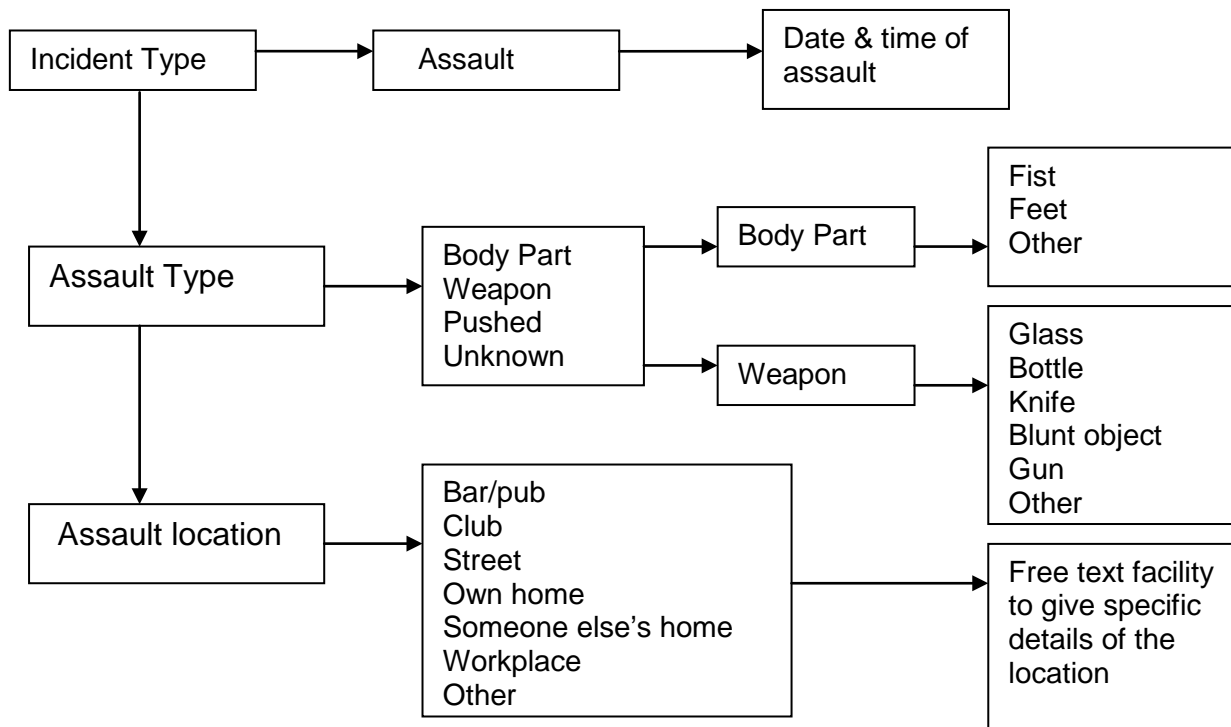 Incident Type
Assault
Date & time of
assault
Assault Type
Body Part
Weapon
Pushed
Unknown
Body Part
Fist
Feet
Other
Weapon
Glass
Bottle
Knife
Blunt object
Gun
Other
Assault location
Bar/pub
Club
Street
Own home
Someone else’s home
Workplace
Other
Free text facility
to give specific
details of the
location